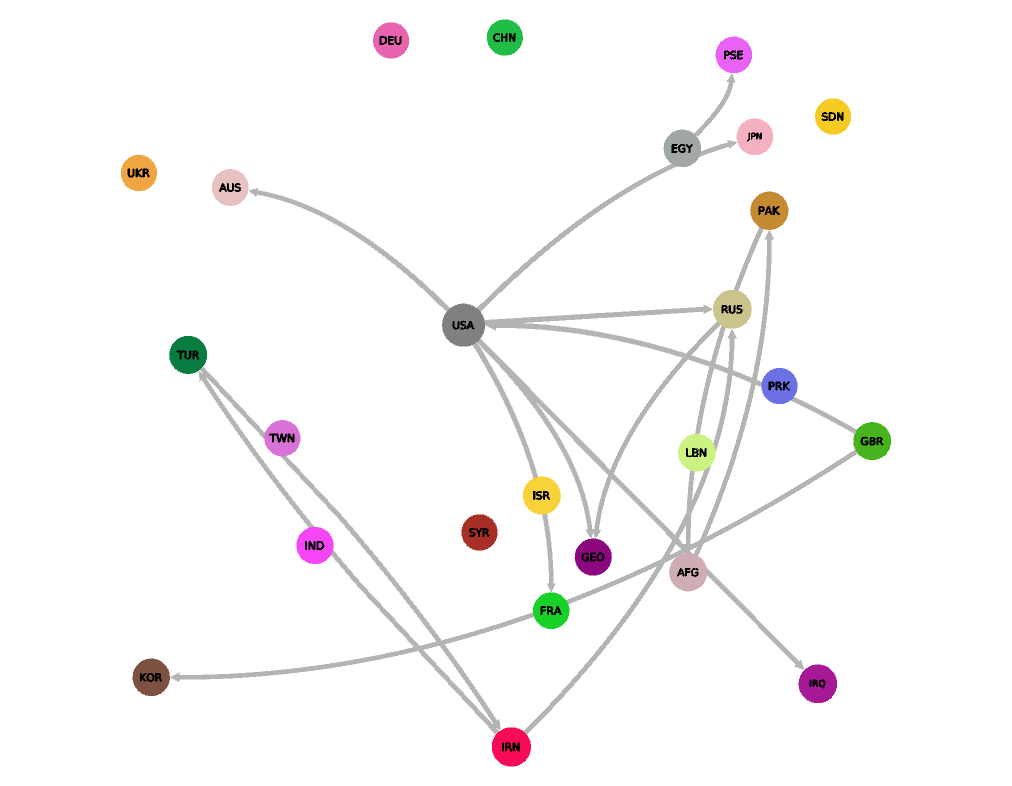 DEU
CHN
PSE
SDN
JPN
EGY
UKR
AUS
PAK
RUS
USA
TUR
PRK
TWN
GBR
LBN
ISR
SYR
IND
GEO
AFG
FRA
KOR
IRQ
IRN